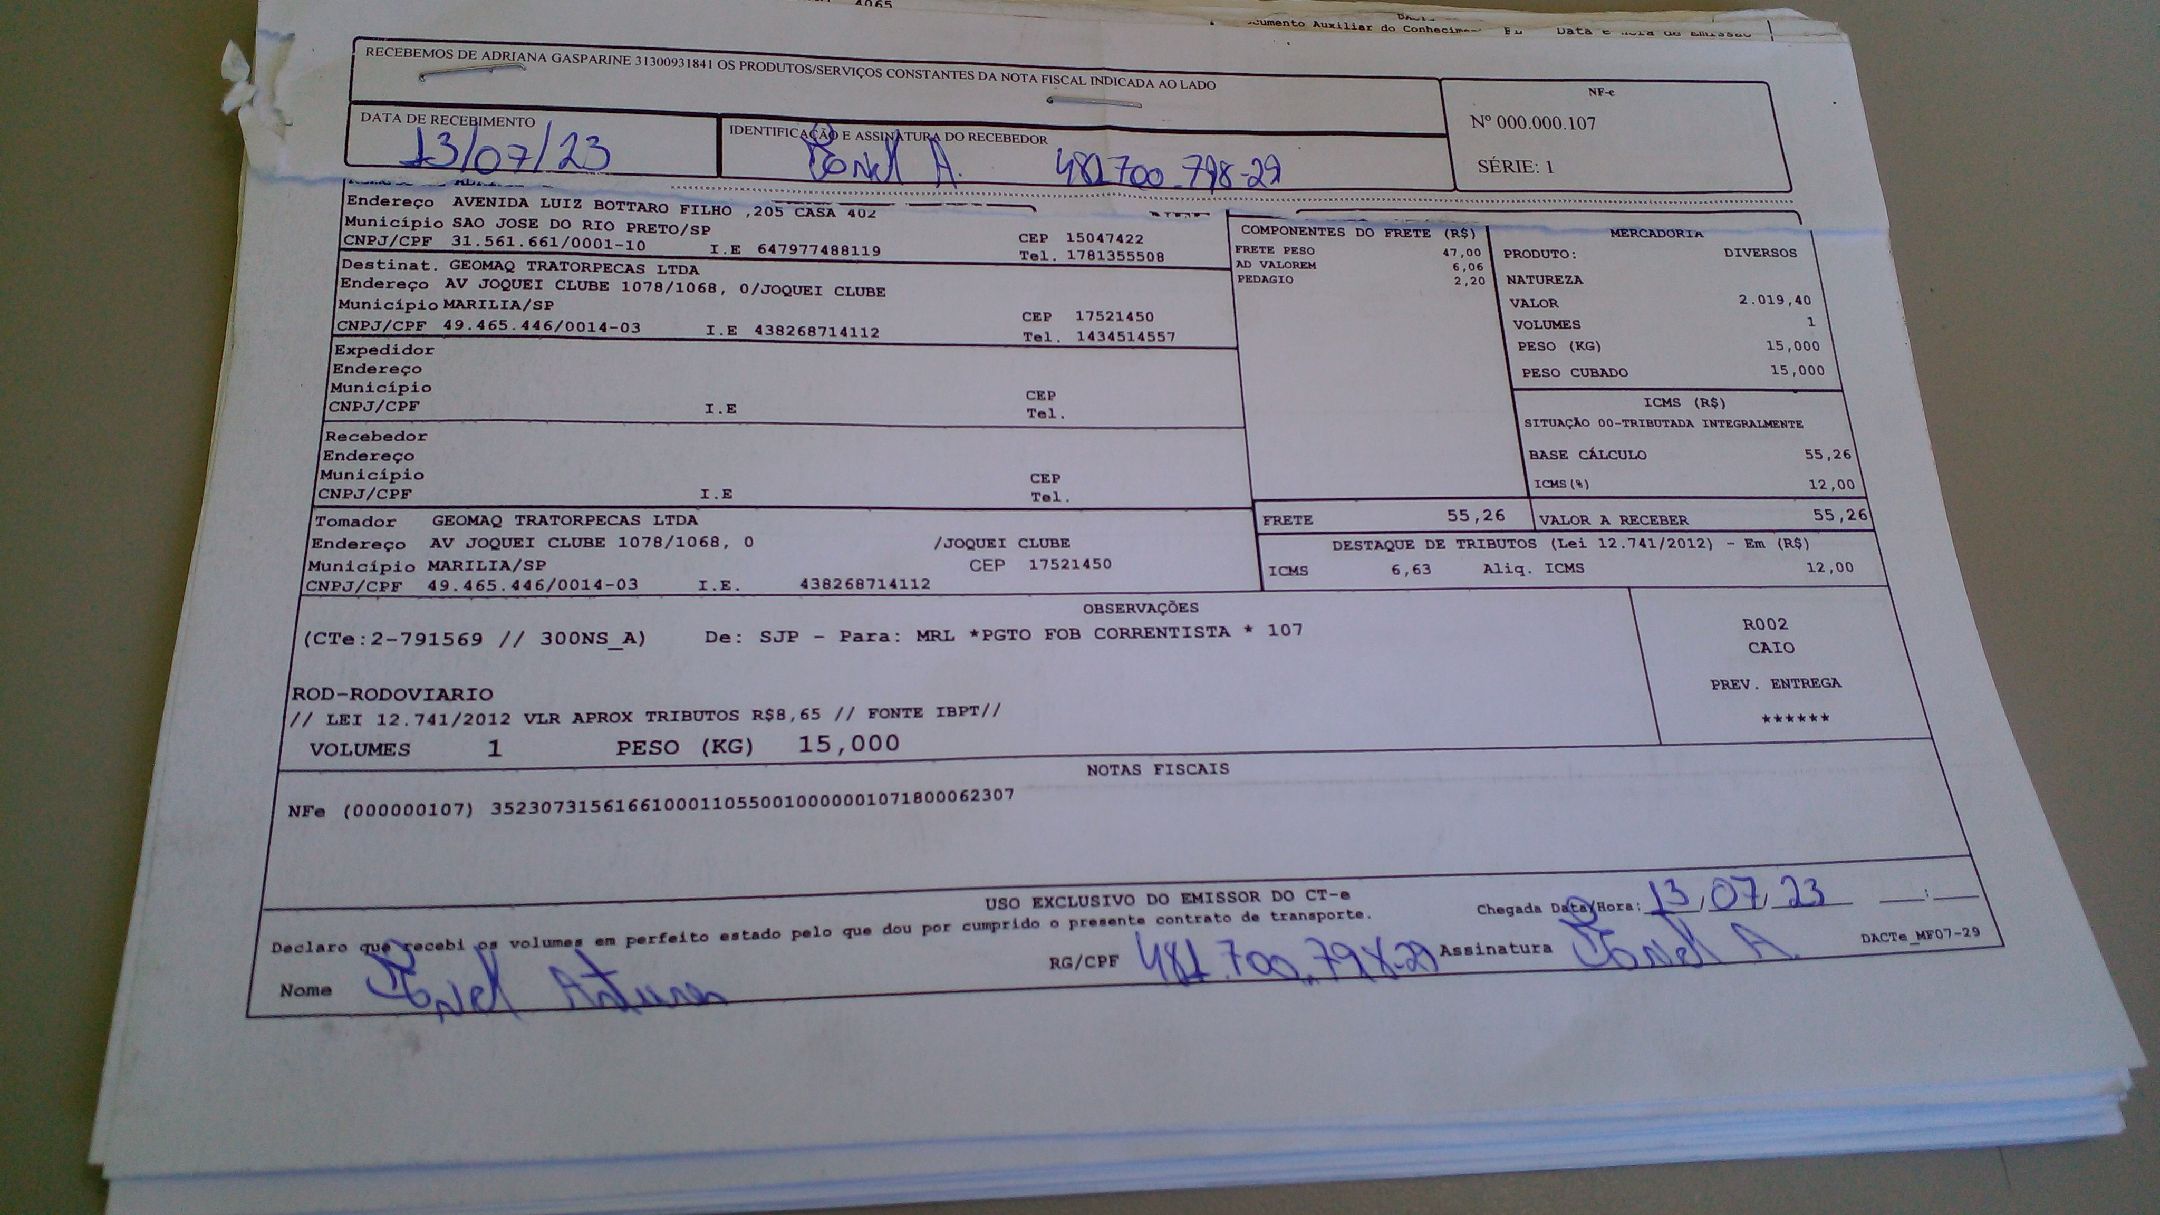 4065
Auxiliar do Conhecim
RECEBEMOS DE ADRIANA GASPARINE 31300931841 OS PRODUTOS/SERVIÇOS CONSTANTES DA NOTA FISCAL INDICADA AO LADO
NF-e
Nº 000.000.107
SÉRIE: 1
DATA DE RECEBIMENTO
13/07/23
IDENTIFICAÇÃO E ASSINATURA DO RECEBEDOR
A. 481700.798-29
Endereço AVENIDA LUIZ BOTTARO FILHO ,205 CASA 402
Município SAO JOSE DO RIO PRETO/SP CEP 15047422
CNPJ/CPF 31.561.661/0001-10 I.E 647977488119 Tel. 1781355508
Destinat. GEOMAQ TRATORPECAS LTDA
Endereço AV JOQUEI CLUBE 1078/1068, 0/JOQUEI CLUBE
Município MARILIA/SP CEP 17521450
CNPJ/CPF 49.465.446/0014-03 I.E 438268714112 Tel. 1434514557
Expedidor
Endereço
Município CEP
CNPJ/CPF I.E Tel.
Recebedor
Endereço
Município CEP
CNPJ/CPF I.E Tel.
Tomador GEOMAQ TRATORPECAS LTDA
Endereço AV JOQUEI CLUBE 1078/1068, 0 /JOQUEI CLUBE
Município MARILIA/SP CEP 17521450
CNPJ/CPF 49.465.446/0014-03 I.E. 438268714112
COMPONENTES DO FRETE (R$)
FRETE PESO 47,00
AD VALOREM 6,06
PEDAGIO 2,20
MERCADORIA
PRODUTO: DIVERSOS
NATUREZA
VALOR 2.019,40
VOLUMES 1
PESO (KG) 15,000
PESO CUBADO 15,000
ICMS (R$)
SITUAÇÃO 00-TRIBUTADA INTEGRALMENTE
BASE CÁLCULO 55,26
ICMS(%) 12,00
FRETE 55,26 VALOR A RECEBER 55,26
DESTAQUE DE TRIBUTOS (Lei 12.741/2012) - Em (R$)
ICMS 6,63 Aliq. ICMS 12,00
OBSERVAÇÕES
(CTe:2-791569 // 300NS_A) De: SJP - Para: MRL *PGTO FOB CORRENTISTA * 107
ROD-RODOVIARIO
// LEI 12.741/2012 VLR APROX TRIBUTOS R$8,65 // FONTE IBPT//
VOLUMES 1 PESO (KG) 15,000
R002
CAIO
PREV. ENTREGA
******
NOTAS FISCAIS
NFe (000000107) 35230731561661000110550010000001071800062307
USO EXCLUSIVO DO EMISSOR DO CT-e
Declaro que recebi os volumes em perfeito estado pelo que dou por cumprido o presente contrato de transporte.
Chegada Data/Hora: 13/07/23 __:__
Nome Antunes RG/CPF 481.700.798-29 Assinatura A.
DACTe_MF07-29